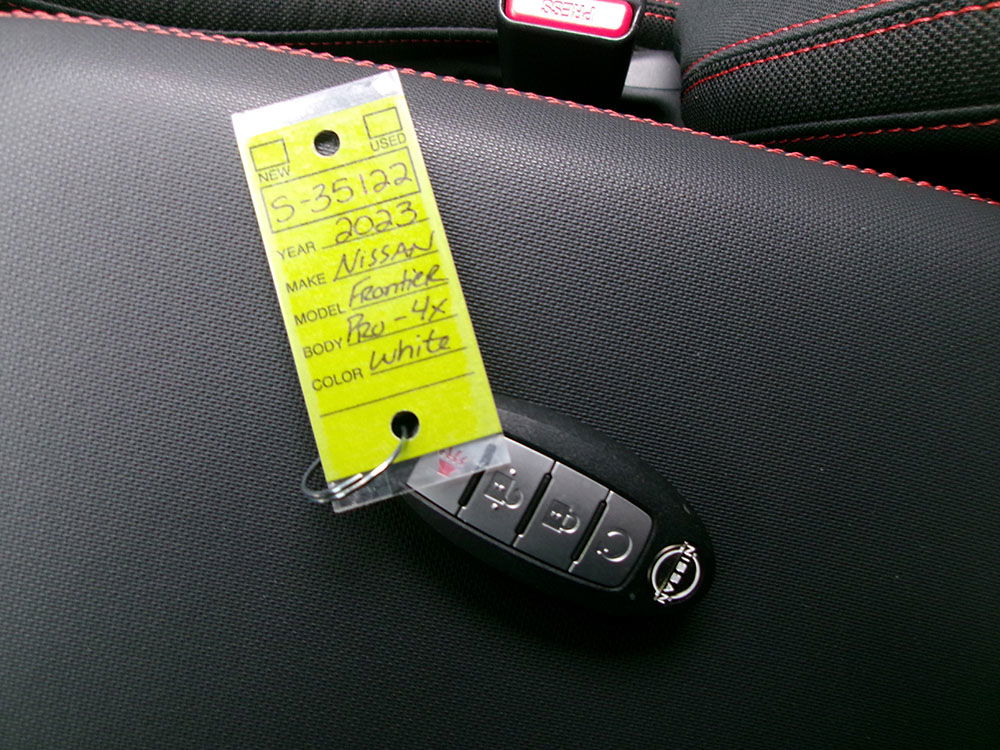 PRESS
NEW USED
S-35122
YEAR 2023
MAKE NISSAN
MODEL Frontier
BODY PRO-4X
COLOR White
NISSAN